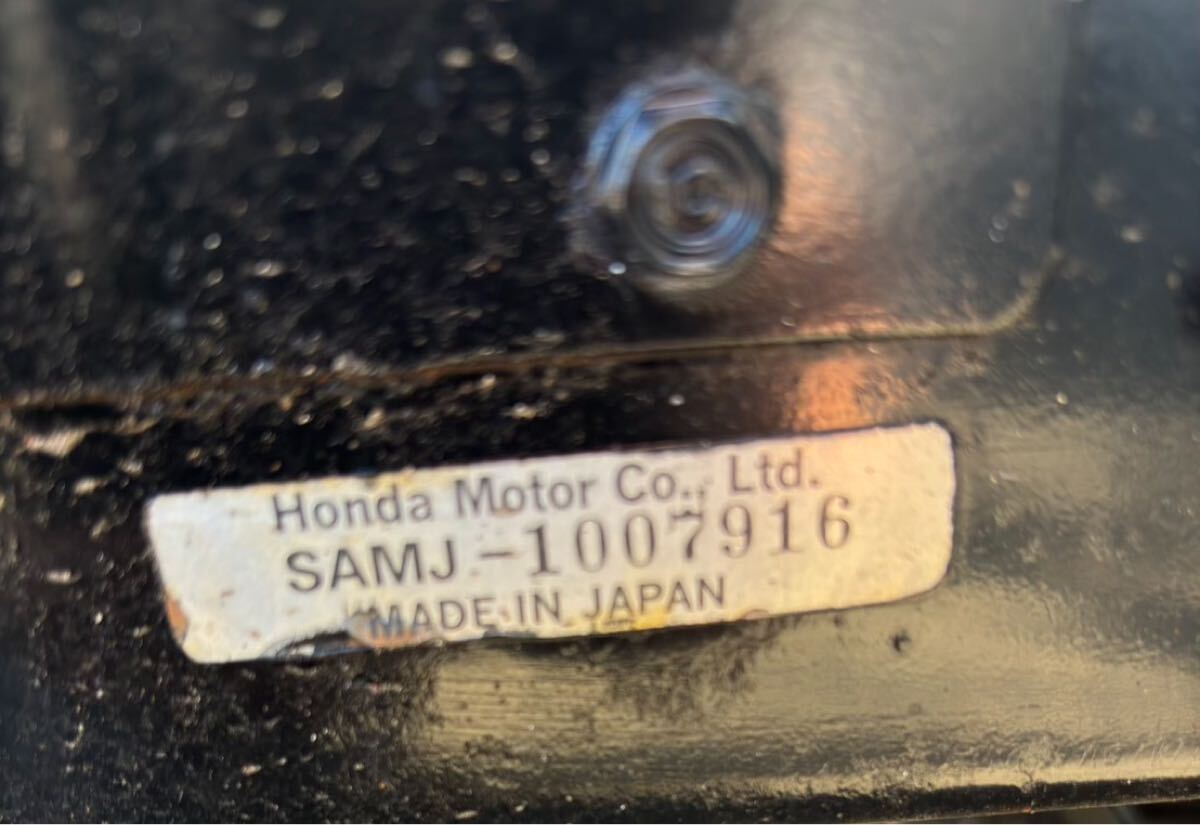 Honda Motor Co., Ltd.
SAMJ-1007916
MADE IN JAPAN